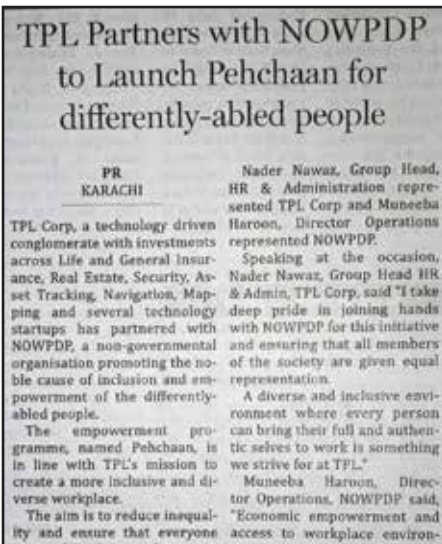 TPL Partners with NOWPDP
to Launch Pehchaan for
differently-abled people
PR
KARACHI
TPL Corp, a technology driven
conglomerate with investments
across Life and General Insur-
ance, Real Estate, Security, As-
set Tracking, Navigation, Map-
ping and several technology
startups has partnered with
NOWPDP, a non-governmental
organisation promoting the no-
ble cause of inclusion and em-
powerment of the differently-
abled people.
The empowerment pro-
gramme, named Pehchaan, is
in line with TPL's mission to
create a more inclusive and di-
verse workplace.
The aim is to reduce inequal-
ity and ensure that everyone
Nader Nawaz, Group Head,
HR & Administration repre-
sented TPL Corp and Muneeba
Haroon, Director Operations
represented NOWPDP.
Speaking at the occasion,
Nader Nawaz, Group Head HR
& Admin, TPL Corp, said "I take
deep pride in joining hands
with NOWPDP for this initiative
and ensuring that all members
of the society are given equal
representation.
A diverse and inclusive envi-
ronment where every person
can bring their full and authen-
tic selves to work is something
we strive for at TPL."
Muneeba Haroon, Direc-
tor Operations, NOWPDP said,
"Economic empowerment and
access to workplace environ-